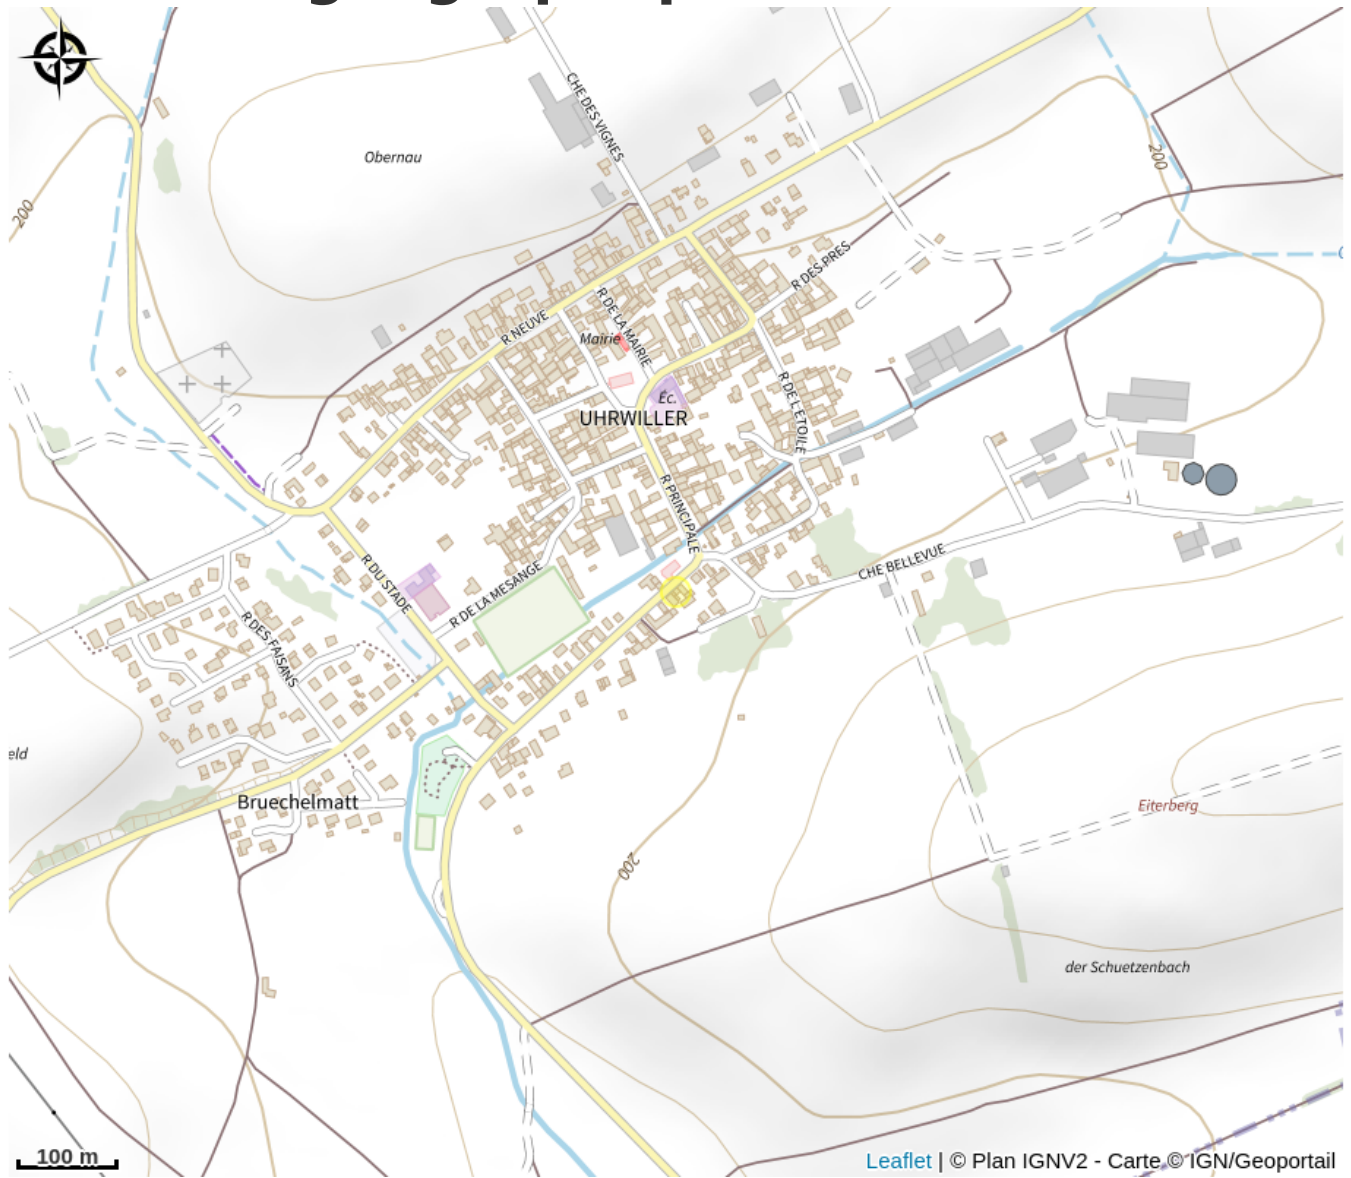 CHE DES VIGNES
Obernau
200
200
R DES PRES
R NEUVE
R DE LA MAIRIE
Mairie
Éc.
UHRWILLER
R DE L'ETOILE
R PRINCIPALE
CHE BELLEVUE
R DU STADE
R DE LA MESANGE
R DES FAISANS
eld
Bruechelmatt
Eiterberg
200
der Schuetzenbach
100 m
Leaflet | © Plan IGNV2 - Carte © IGN/Geoportail